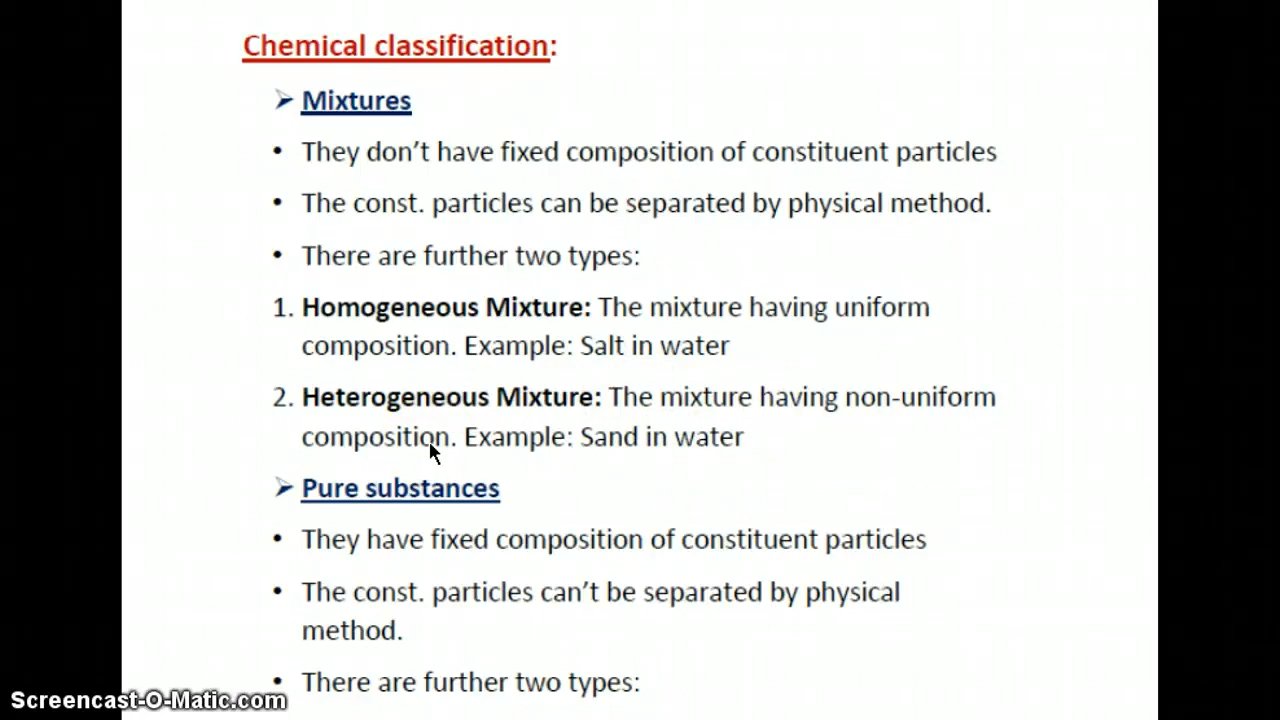 Chemical classification:
➢ Mixtures
• They don't have fixed composition of constituent particles
• The const. particles can be separated by physical method.
• There are further two types:
1. Homogeneous Mixture: The mixture having uniform
composition. Example: Salt in water
2. Heterogeneous Mixture: The mixture having non-uniform
composition. Example: Sand in water
➢ Pure substances
• They have fixed composition of constituent particles
• The const. particles can't be separated by physical
method.
• There are further two types:
Screencast-O-Matic.com